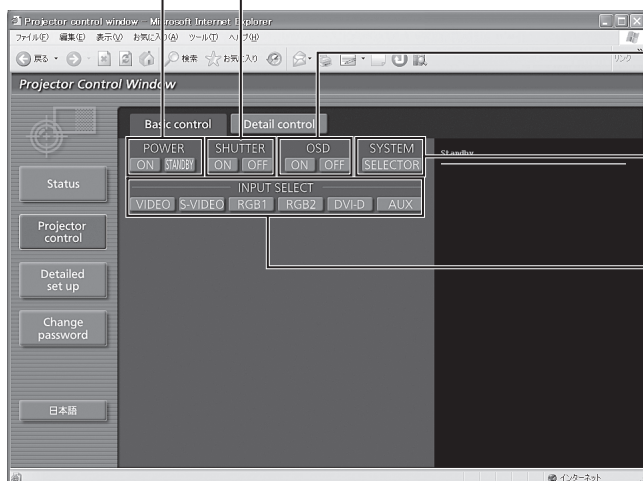 Projector control window - Microsoft Internet Explorer
ファイル(F) 編集(E) 表示(V) お気に入り(A) ツール(T) ヘルプ(H)
戻る 検索 お気に入り リンク
Projector Control Window
Basic control Detail control
POWER SHUTTER OSD SYSTEM
ON STANDBY ON OFF ON OFF SELECTOR
Standby
INPUT SELECT
VIDEO S-VIDEO RGB1 RGB2 DVI-D AUX
Status
Projector
control
Detailed
set up
Change
password
日本語
インターネット